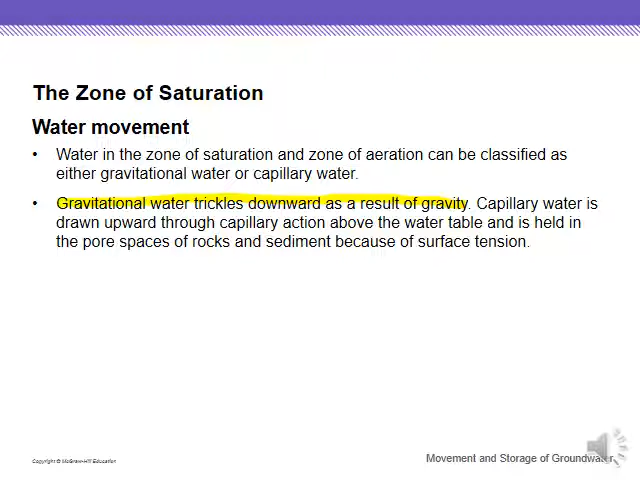 The Zone of Saturation
Water movement
• Water in the zone of saturation and zone of aeration can be classified as
either gravitational water or capillary water.
• Gravitational water trickles downward as a result of gravity. Capillary water is
drawn upward through capillary action above the water table and is held in
the pore spaces of rocks and sediment because of surface tension.
Copyright © McGraw-Hill Education
Movement and Storage of Groundwater